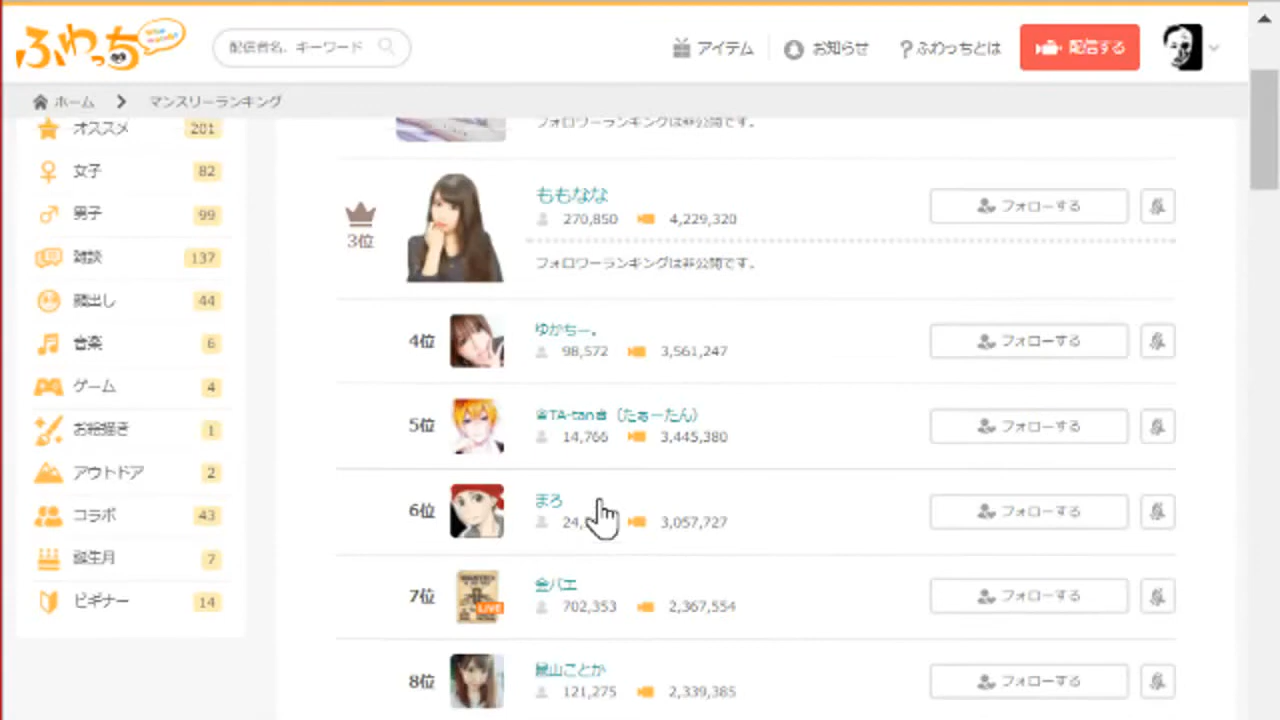 ふわっち
配信者名、キーワード
アイテム
お知らせ
?ふわっちとは
配信する
ホーム
マンスリーランキング
オススメ 201
女子 82
男子 99
雑談 137
顔出し 44
音楽 6
ゲーム 4
お絵描き 1
アウトドア 2
コラボ 43
誕生月 7
ビギナー 14
フォロワーランキングは非公開です。
3位
ももなな
270,850 4,229,320
フォローする
フォロワーランキングは非公開です。
4位
ゆかちー。
98,572 3,561,247
フォローする
5位
TA-tan (たぁーたん)
14,766 3,445,380
フォローする
6位
まろ
24, 3,057,727
フォローする
7位
LIVE
金バエ
702,353 2,367,554
フォローする
8位
ことか
121,275 2,339,385
フォローする